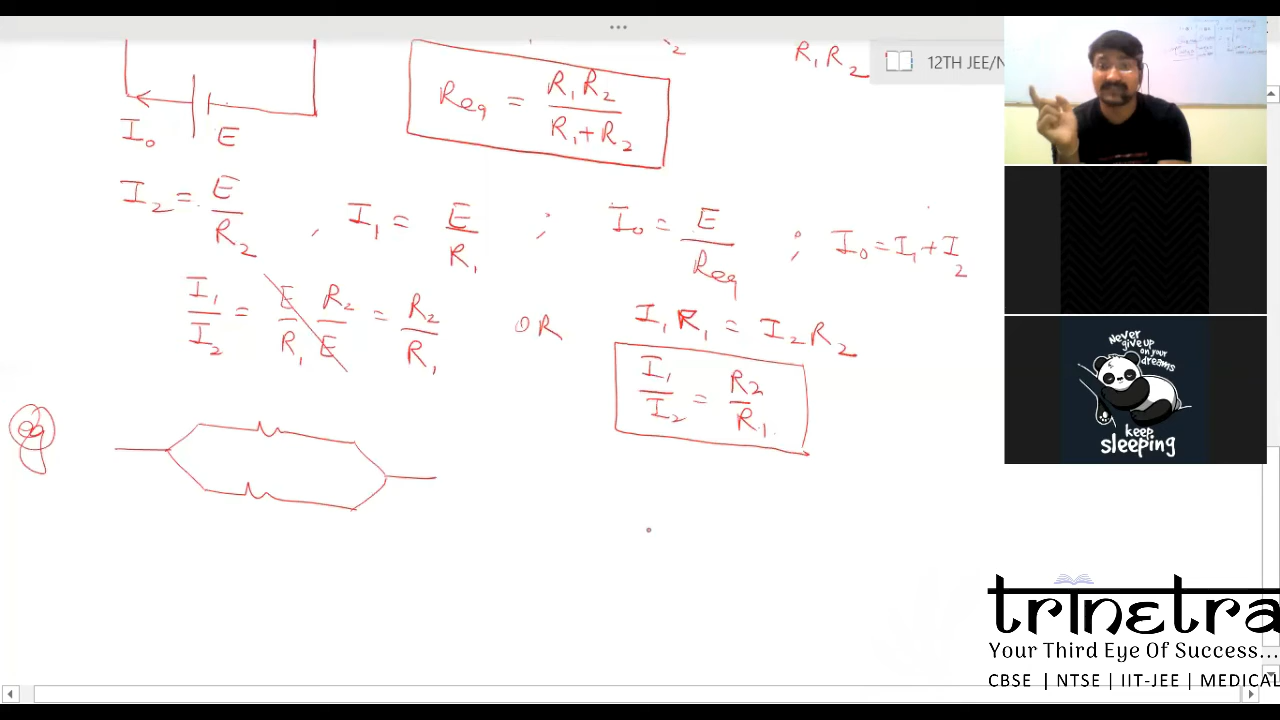 R₁R₂
12TH JEE/N
Req = R₁R₂ / R₁+R₂
I₀ E
I₂ = E/R₂ , I₁ = E/R₁ ; I₀ = E/Req ; I₀ = I₁ + I₂
I₁/I₂ = E/R₁ R₂/E = R₂/R₁ OR I₁R₁ = I₂R₂
I₁/I₂ = R₂/R₁
eg
Never
give up
on your
dreams
keep
sleeping
trinetra
Your Third Eye Of Success...
CBSE | NTSE | IIT-JEE | MEDICAL